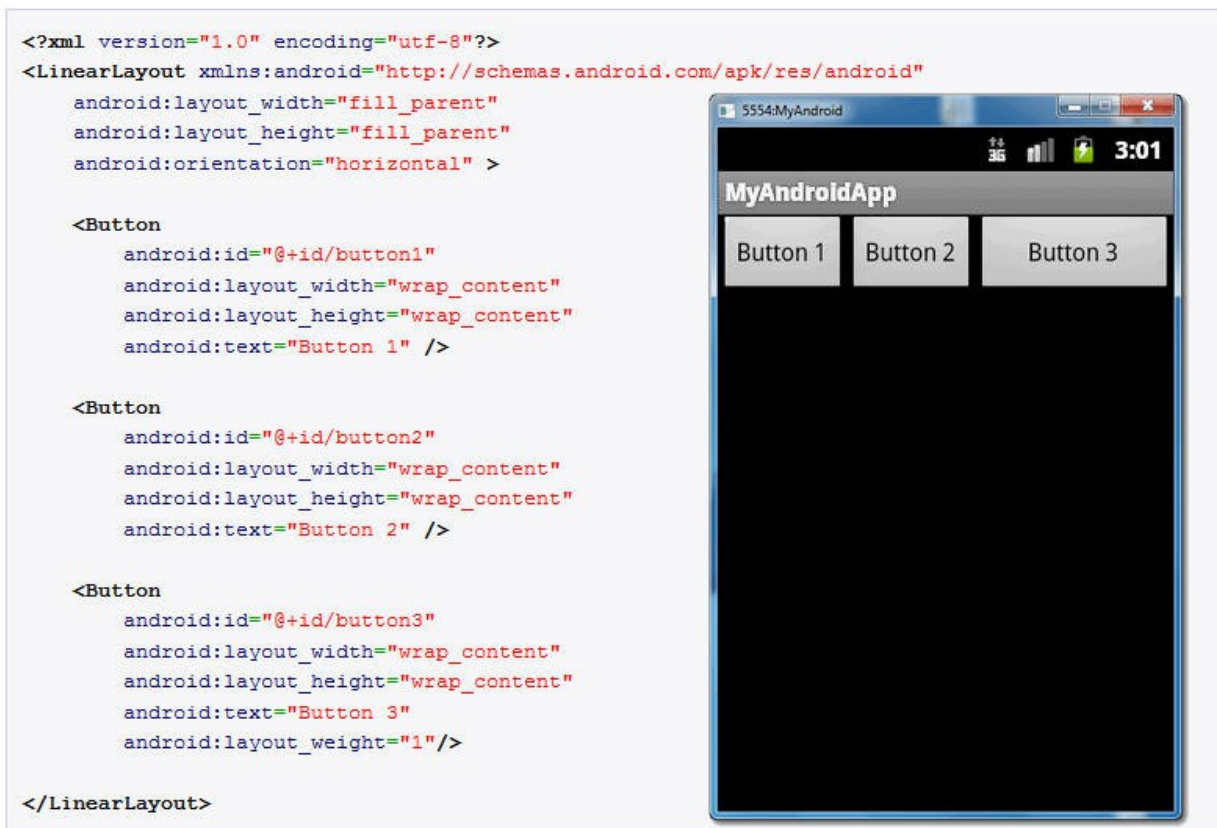 <?xml version="1.0" encoding="utf-8"?>
<LinearLayout xmlns:android="http://schemas.android.com/apk/res/android"
    android:layout_width="fill_parent"
    android:layout_height="fill_parent"
    android:orientation="horizontal" >

    <Button
        android:id="@+id/button1"
        android:layout_width="wrap_content"
        android:layout_height="wrap_content"
        android:text="Button 1" />

    <Button
        android:id="@+id/button2"
        android:layout_width="wrap_content"
        android:layout_height="wrap_content"
        android:text="Button 2" />

    <Button
        android:id="@+id/button3"
        android:layout_width="wrap_content"
        android:layout_height="wrap_content"
        android:text="Button 3"
        android:layout_weight="1"/>

</LinearLayout>
5554:MyAndroid
3G 3:01
MyAndroidApp
Button 1 Button 2 Button 3